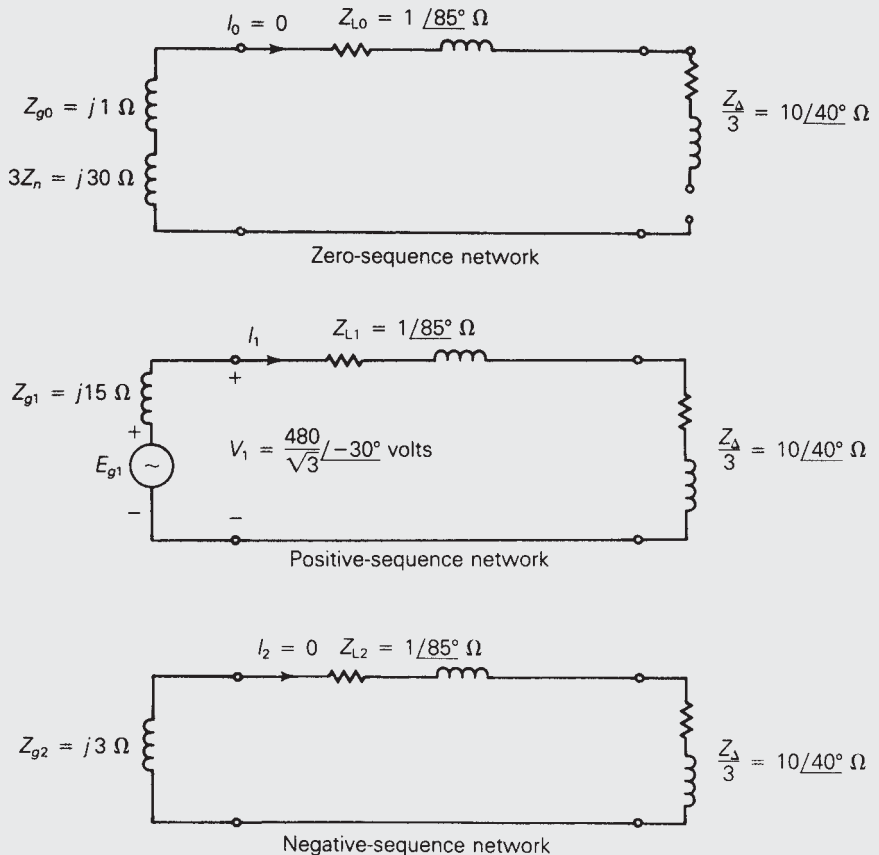 I₀ = 0
Z_L0 = 1 /85° Ω
Z_g0 = j1 Ω
3Z_n = j30 Ω
Z_Δ/3 = 10/40° Ω
Zero-sequence network
I₁
Z_L1 = 1/85° Ω
Z_g1 = j15 Ω
+
+
E_g1
~
V₁ = 480/√3 /−30° volts
Z_Δ/3 = 10/40° Ω
−
−
Positive-sequence network
I₂ = 0
Z_L2 = 1/85° Ω
Z_g2 = j3 Ω
Z_Δ/3 = 10/40° Ω
Negative-sequence network